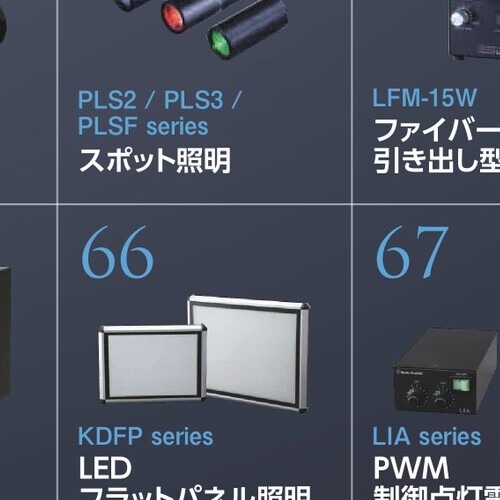 PLS2 / PLS3 /
PLSF series
スポット照明
LFM-15W
ファイバー
引き出し型
66
67
KDFP series
LED
フラットパネル照明
LIA series
LIA
PWM
制御点灯電